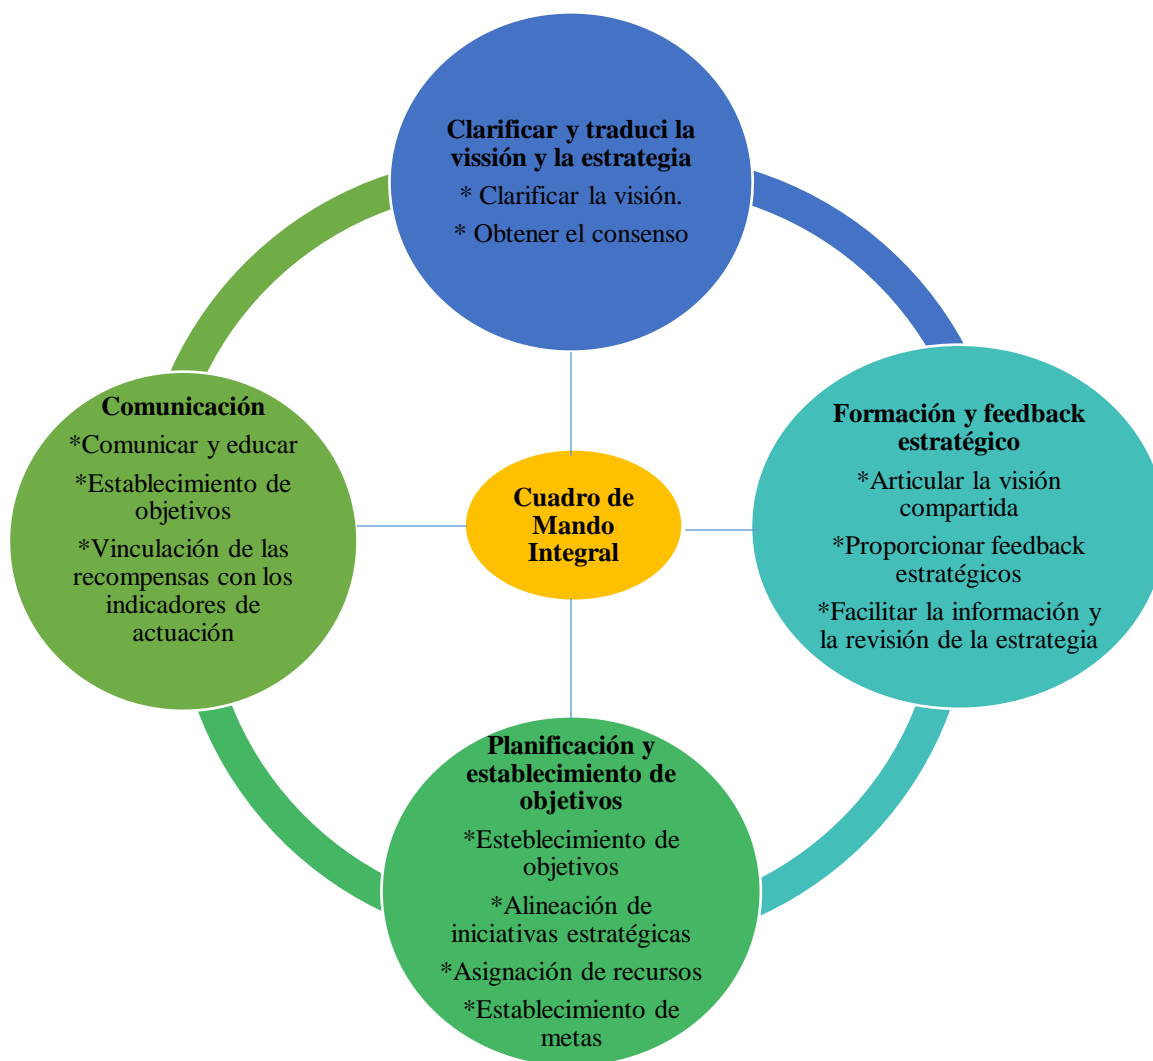 Clarificar y traduci la
vissión y la estrategia
* Clarificar la visión.
* Obtener el consenso
Comunicación
*Comunicar y educar
*Establecimiento de
objetivos
*Vinculación de las
recompensas con los
indicadores de
actuación
Cuadro de
Mando
Integral
Formación y feedback
estratégico
*Articular la visión
compartida
*Proporcionar feedback
estratégicos
*Facilitar la información y
la revisión de la estrategia
Planificación y
establecimiento de
objetivos
*Esteblecimiento de
objetivos
*Alineación de
iniciativas estratégicas
*Asignación de recursos
*Establecimiento de
metas